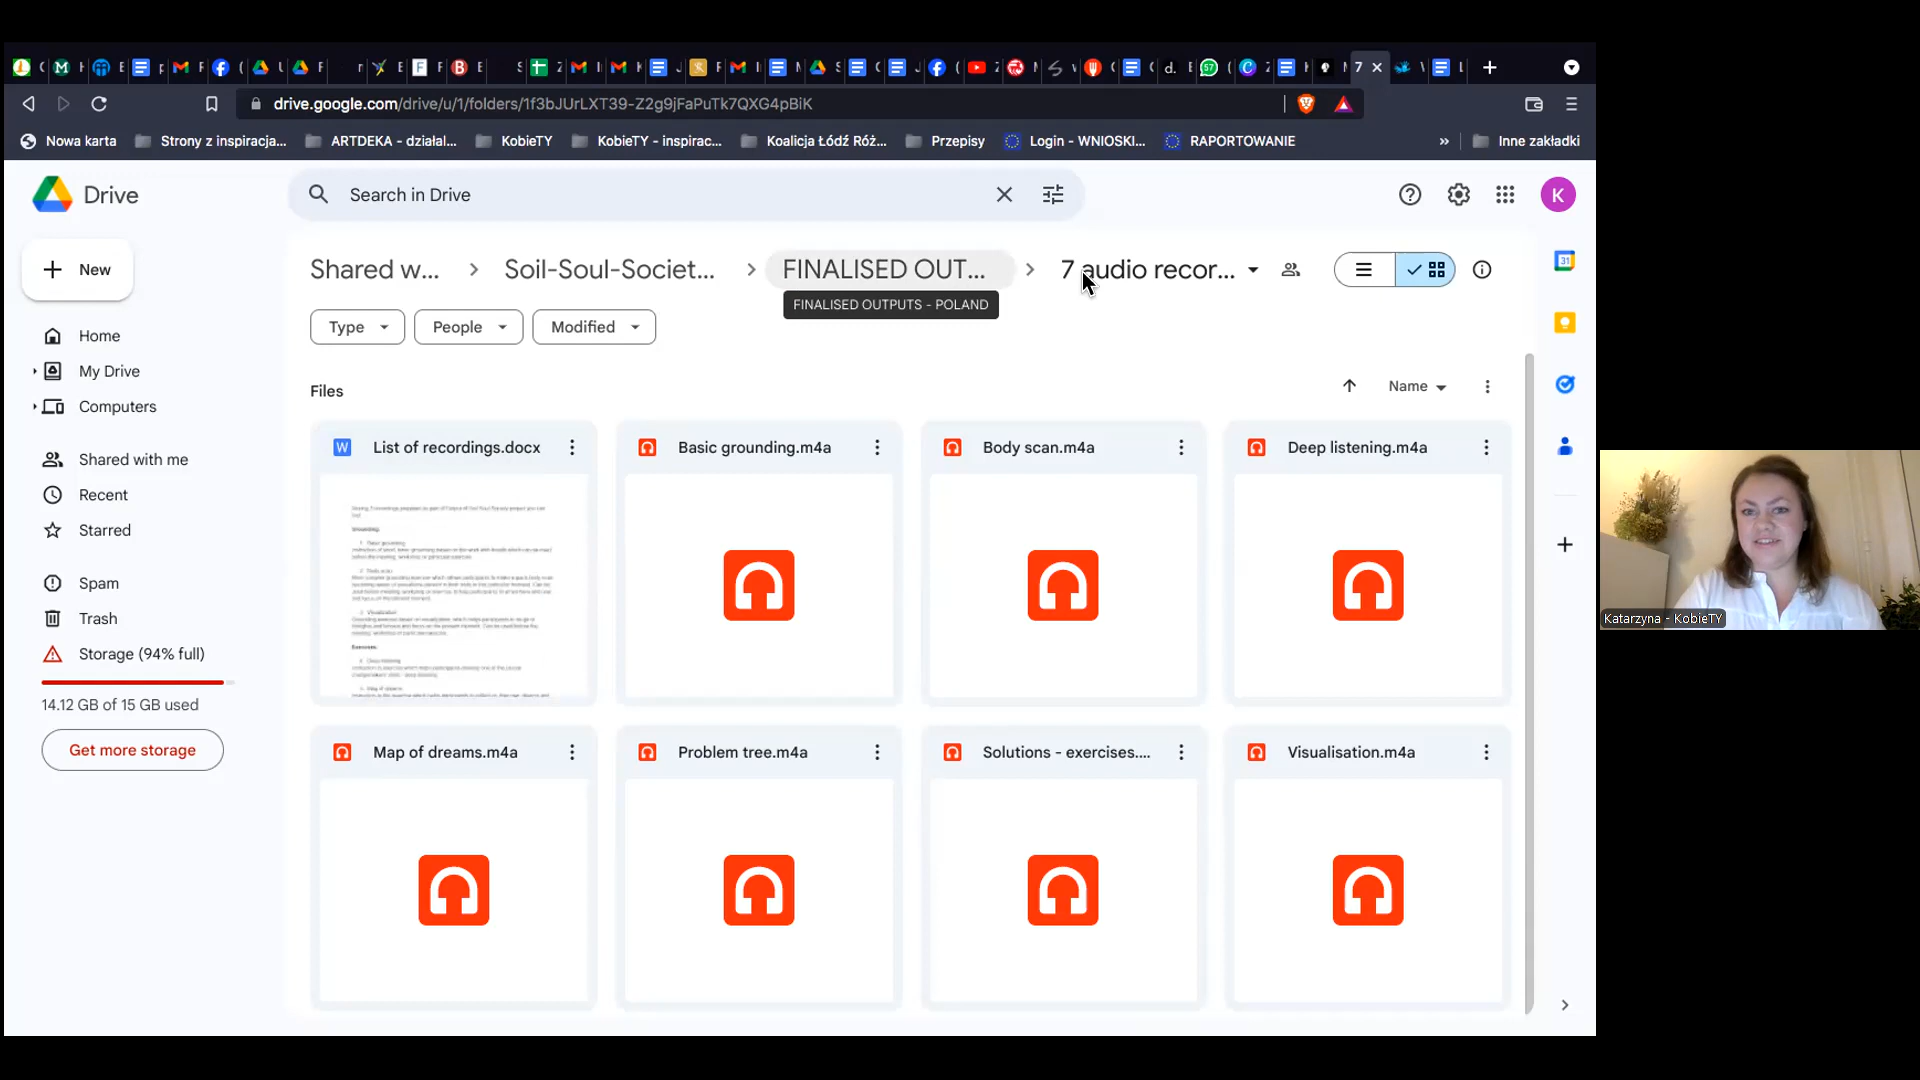 drive.google.com/drive/u/1/folders/1f3bJUrLXT39-Z2g9jFaPuTk7QXG4pBiK
Nowa karta
Strony z inspiracja...
ARTDEKA - działal...
KobieTY
KobieTY - inspirac...
Koalicja Łódź Róż...
Przepisy
Login - WNIOSKI...
RAPORTOWANIE
»
Inne zakładki
Drive
Search in Drive
K
New
Shared w... > Soil-Soul-Societ... > FINALISED OUT... > 7 audio recor...
FINALISED OUTPUTS - POLAND
Type
People
Modified
Home
My Drive
Computers
Shared with me
Recent
Starred
Spam
Trash
Storage (94% full)
14.12 GB of 15 GB used
Get more storage
Files
Name
List of recordings.docx
Basic grounding.m4a
Body scan.m4a
Deep listening.m4a
Map of dreams.m4a
Problem tree.m4a
Solutions - exercises....
Visualisation.m4a
Katarzyna - KobieTY